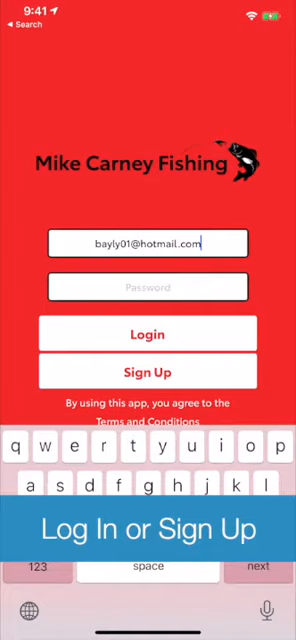 9:41
Search
Mike Carney Fishing
bayly01@hotmail.com
Password
Login
Sign Up
By using this app, you agree to the
Terms and Conditions
q w e r t y u i o p
a s d f g h j k l
Log In or Sign Up
123 space next